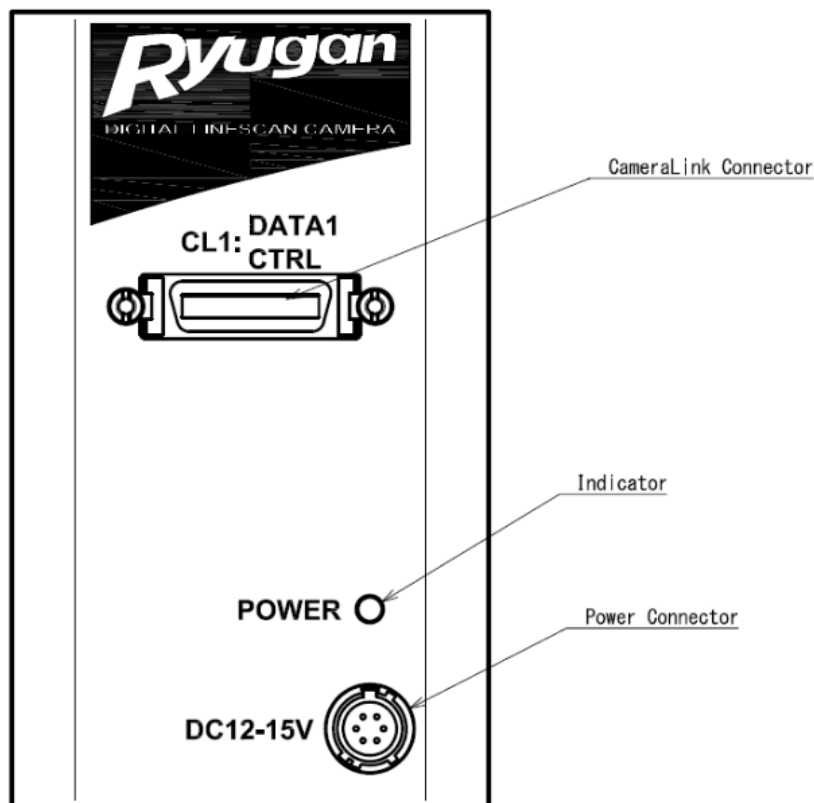 Ryugan
DIGITAL LINESCAN CAMERA
CameraLink Connector
CL1: DATA1
CTRL
Indicator
POWER
Power Connector
DC12-15V